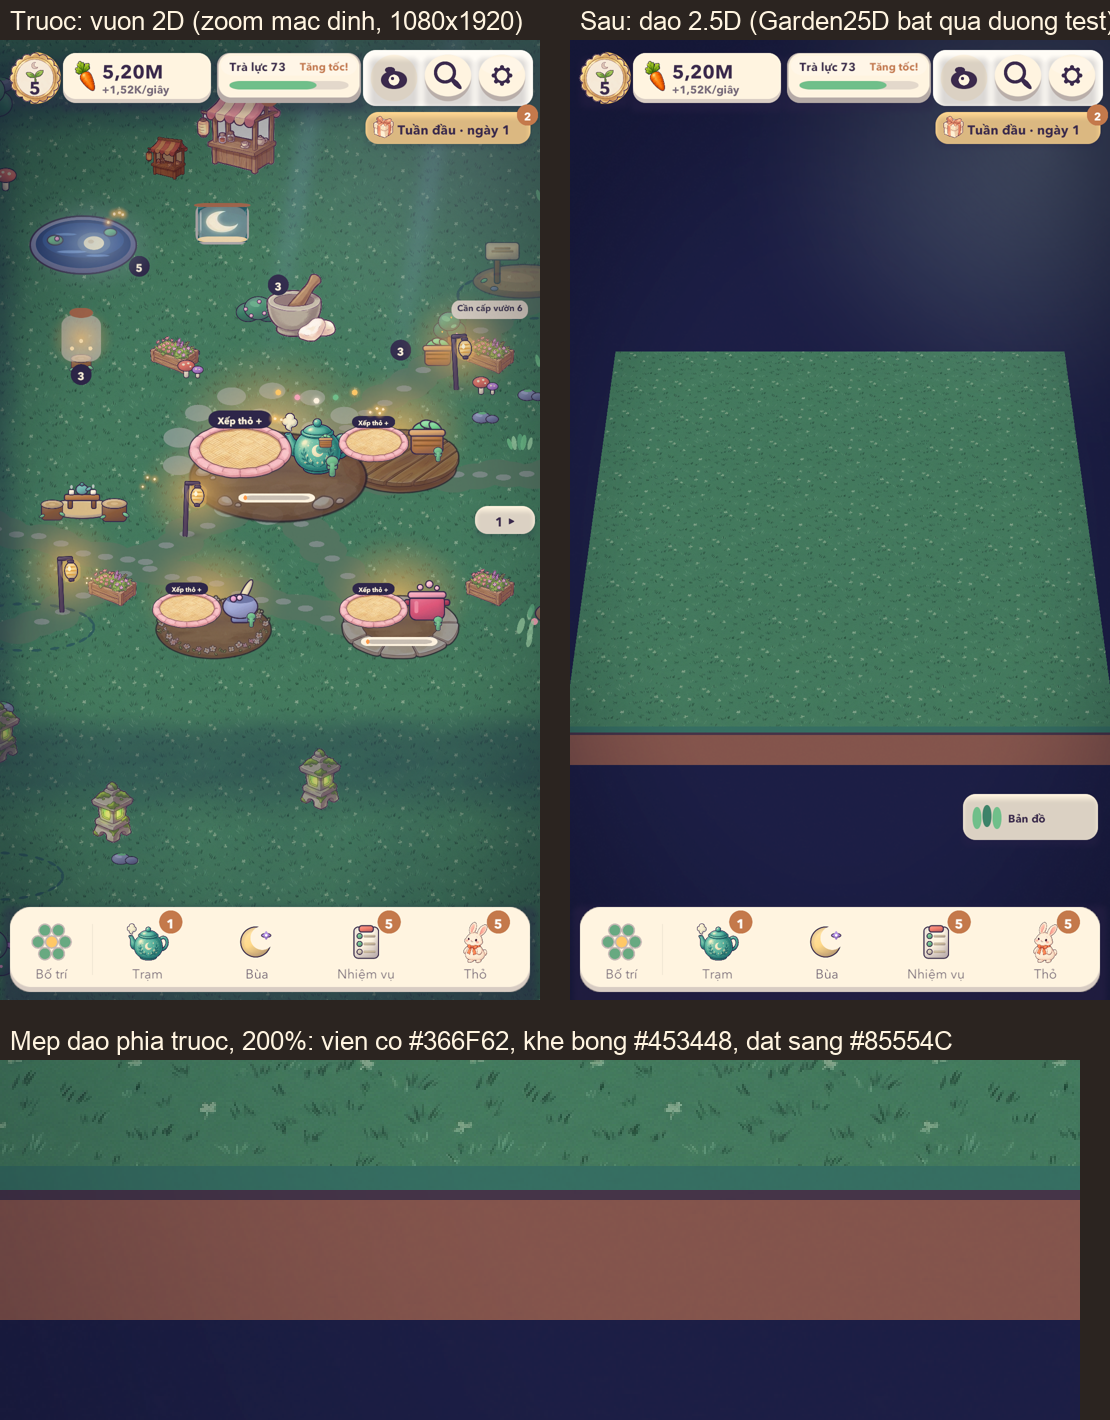 Truoc: vuon 2D (zoom mac dinh, 1080x1920)
5
5,20M
+1,52K/giây
Trà lực 73
Tăng tốc!
Tuần đầu · ngày 1
2
5
3
Cần cấp vườn 6
3
3
Xếp thỏ +
Xếp thỏ +
1 ▸
Xếp thỏ +
Xếp thỏ +
Bố trí
Trạm
1
Bùa
Nhiệm vụ
5
Thỏ
5
Sau: dao 2.5D (Garden25D bat qua duong test)
5
5,20M
+1,52K/giây
Trà lực 73
Tăng tốc!
Tuần đầu · ngày 1
2
Bản đồ
Bố trí
Trạm
1
Bùa
Nhiệm vụ
5
Thỏ
5
Mep dao phia truoc, 200%: vien co #366F62, khe bong #453448, dat sang #85554C